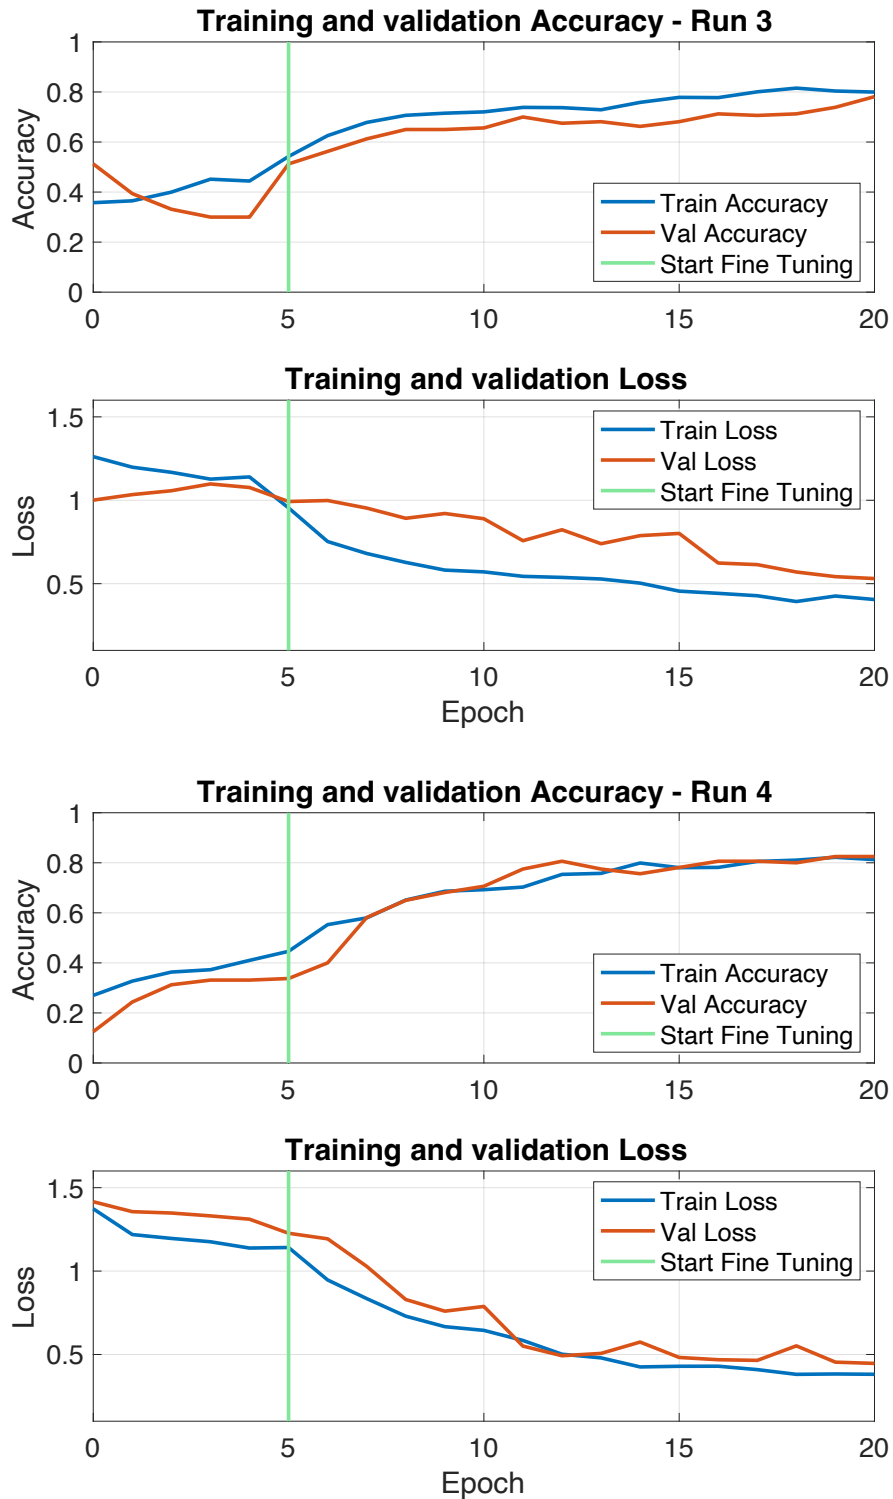 Training and validation Accuracy - Run 3
Accuracy
1
0.8
0.6
0.4
0.2
0
Train Accuracy
Val Accuracy
Start Fine Tuning
0 5 10 15 20
Training and validation Loss
Loss
1.5
1
0.5
Train Loss
Val Loss
Start Fine Tuning
0 5 10 15 20
Epoch
Training and validation Accuracy - Run 4
Accuracy
1
0.8
0.6
0.4
0.2
0
Train Accuracy
Val Accuracy
Start Fine Tuning
0 5 10 15 20
Training and validation Loss
Loss
1.5
1
0.5
Train Loss
Val Loss
Start Fine Tuning
0 5 10 15 20
Epoch